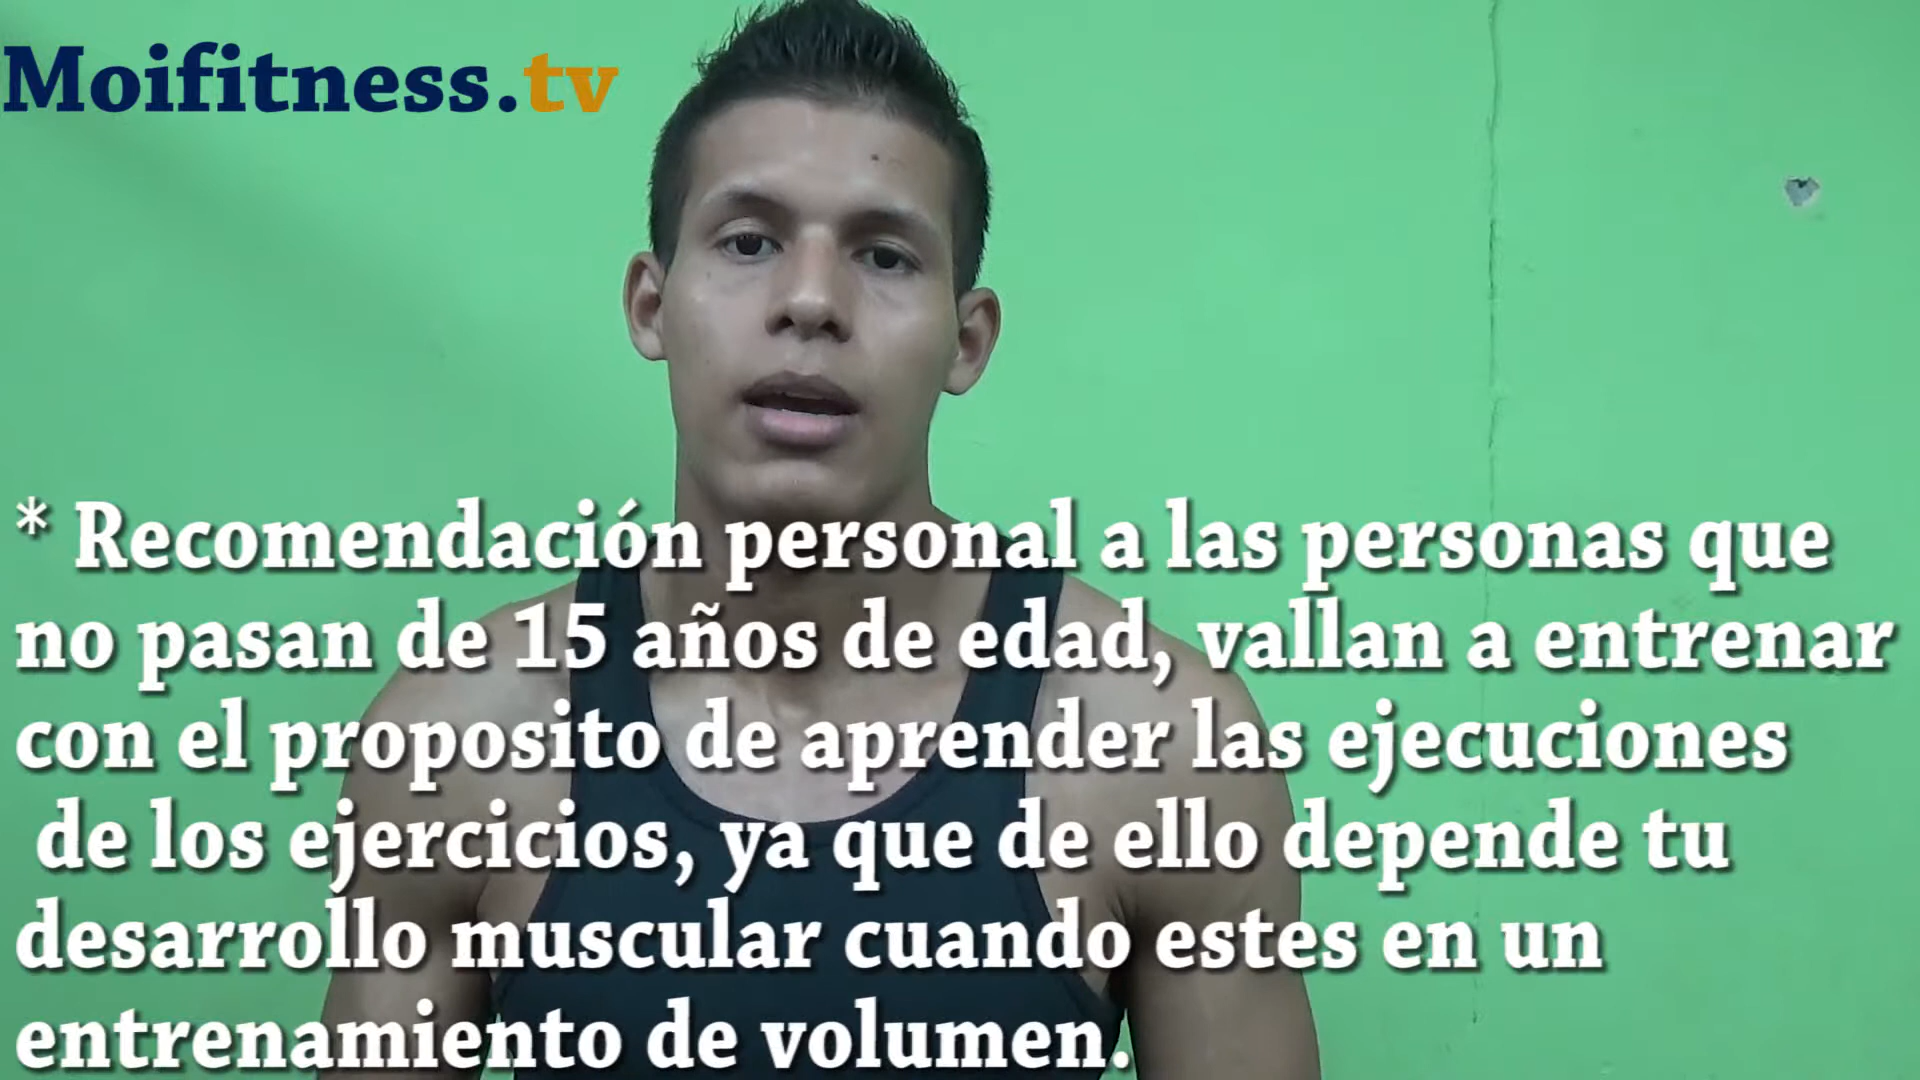 Moifitness.tv
* Recomendación personal a las personas que
no pasan de 15 años de edad, vallan a entrenar
con el proposito de aprender las ejecuciones
de los ejercicios, ya que de ello depende tu
desarrollo muscular cuando estes en un
entrenamiento de volumen.